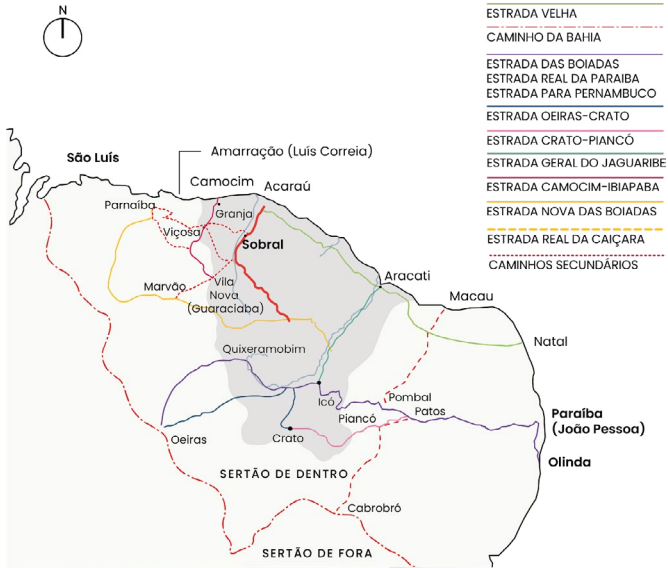 N
ESTRADA VELHA
CAMINHO DA BAHIA
ESTRADA DAS BOIADAS
ESTRADA REAL DA PARAIBA
ESTRADA PARA PERNAMBUCO
ESTRADA OEIRAS-CRATO
ESTRADA CRATO-PIANCÓ
ESTRADA GERAL DO JAGUARIBE
ESTRADA CAMOCIM-IBIAPABA
ESTRADA NOVA DAS BOIADAS
ESTRADA REAL DA CAIÇARA
CAMINHOS SECUNDÁRIOS
São Luís
Amarração (Luís Correia)
Camocim
Acaraú
Parnaíba
Granja
Viçosa
Sobral
Aracati
Marvão
Vila
Nova
(Guaraciaba)
Macau
Natal
Quixeramobim
Icó
Pombal
Piancó
Patos
Paraíba
(João Pessoa)
Oeiras
Crato
Olinda
SERTÃO DE DENTRO
Cabrobró
SERTÃO DE FORA